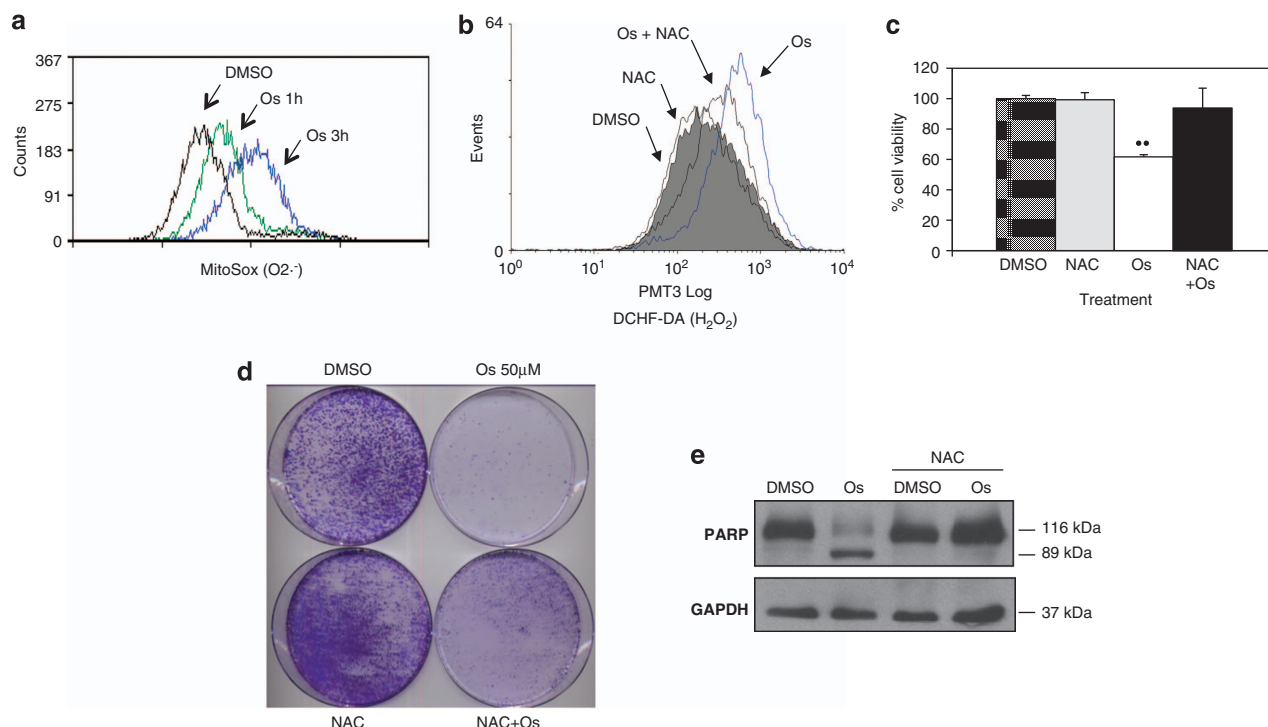 a
367
275
183
91
0
Counts
DMSO
Os 1h
Os 3h
MitoSox (O2·-)
b
64
0
Events
Os + NAC
Os
NAC
DMSO
10⁰ 10¹ 10² 10³ 10⁴
PMT3 Log
DCHF-DA (H₂O₂)
c
120
100
80
60
40
20
0
% cell viability
••
DMSO NAC Os NAC
+Os
Treatment
d
DMSO Os 50μM
NAC NAC+Os
e
NAC
DMSO Os DMSO Os
PARP
116 kDa
89 kDa
GAPDH
37 kDa